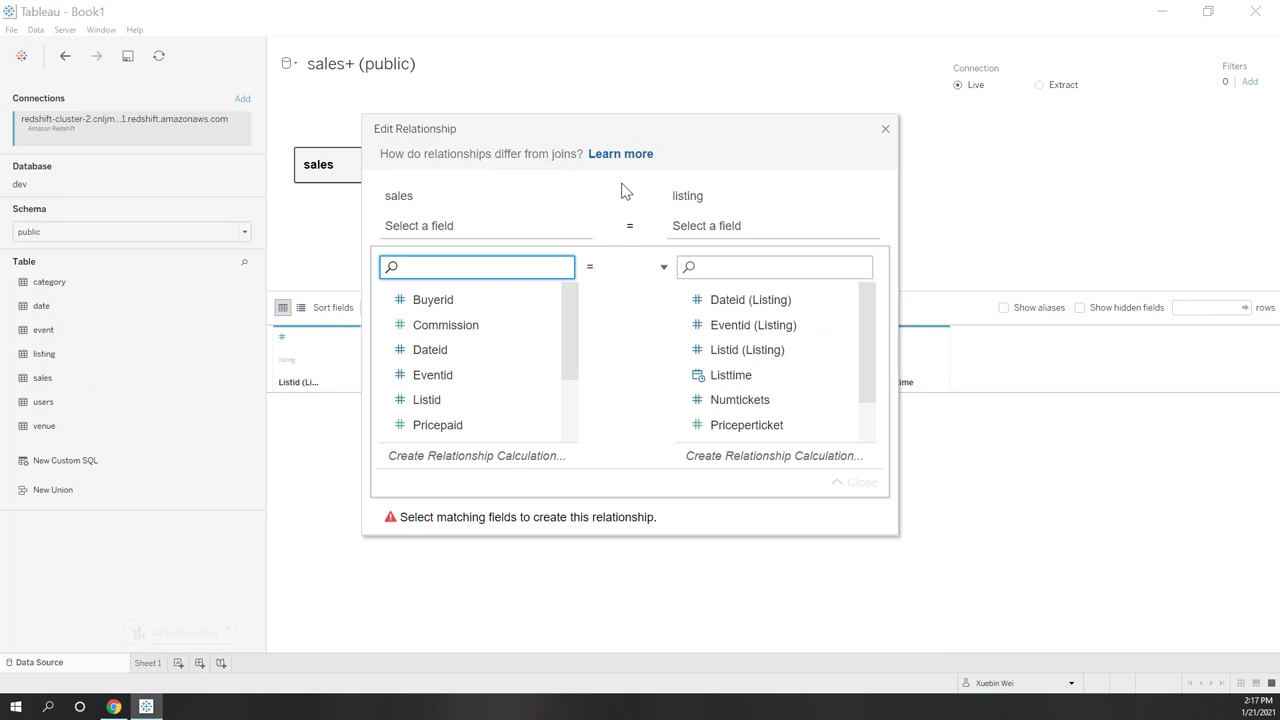 Tableau - Book1
File Data Server Window Help
Connections Add
redshift-cluster-2.cnljm...1.redshift.amazonaws.com
Amazon Redshift
Database
dev
Schema
public
Table
category
date
event
listing
sales
users
venue
New Custom SQL
New Union
sales+ (public)
Connection
Live Extract
Filters
0 Add
sales
Edit Relationship
How do relationships differ from joins? Learn more
sales listing
Select a field = Select a field
=
Buyerid Dateid (Listing)
Commission Eventid (Listing)
Dateid Listid (Listing)
Eventid Listtime
Listid Numtickets
Pricepaid Priceperticket
Create Relationship Calculation... Create Relationship Calculation...
Close
Select matching fields to create this relationship.
Sort fields Show aliases Show hidden fields rows
#
listing
Listid (Li... ime
Go to Worksheet
Data Source Sheet 1
Xuebin Wei
2:17 PM
1/21/2021